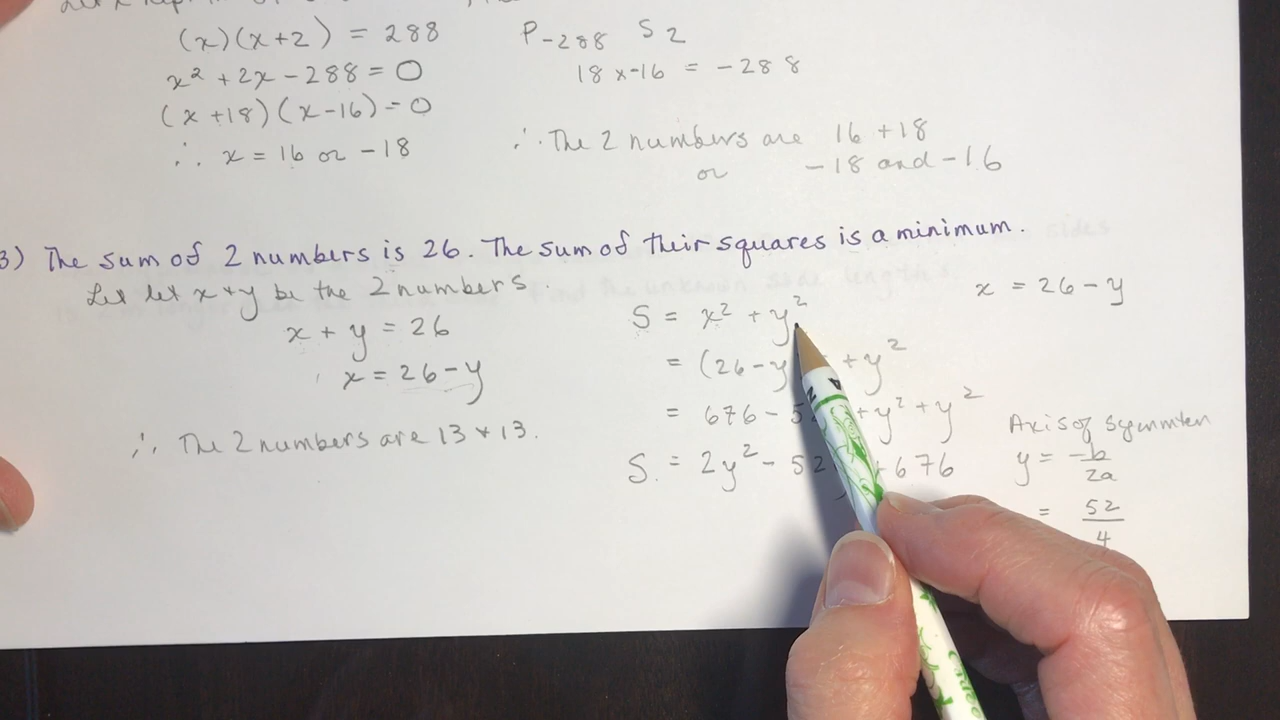 (x)(x+2) = 288
x² + 2x - 288 = 0
(x +18)(x-16) = 0
∴ x = 16 or -18
P -288 S 2
18 x -16 = -288
∴ The 2 numbers are 16 + 18
or -18 and -16
3) The sum of 2 numbers is 26. The sum of their squares is a minimum.
Let let x + y be the 2 numbers.
x + y = 26
x = 26 - y
∴ The 2 numbers are 13 + 13.
S = x² + y²
= (26 - y + y²
= 676 - 5 + y² + y²
S = 2y² - 52 + 676
x = 26 - y
Axis of
y = -b/2a
= 52/4